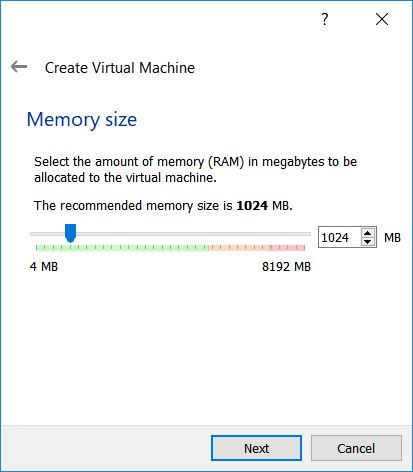 ?
Create Virtual Machine
Memory size
Select the amount of memory (RAM) in megabytes to be
allocated to the virtual machine.
The recommended memory size is 1024 MB.
1024 MB
4 MB 8192 MB
Next Cancel